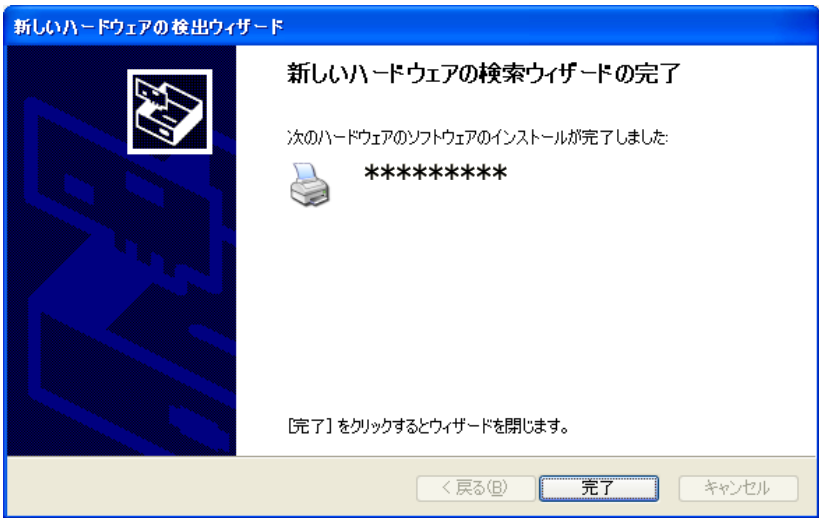 新しいハードウェアの検出ウィザード
新しいハードウェアの検索ウィザードの完了
次のハードウェアのソフトウェアのインストールが完了しました:
*********
[完了] をクリックするとウィザードを閉じます。
< 戻る(B)
完了
キャンセル